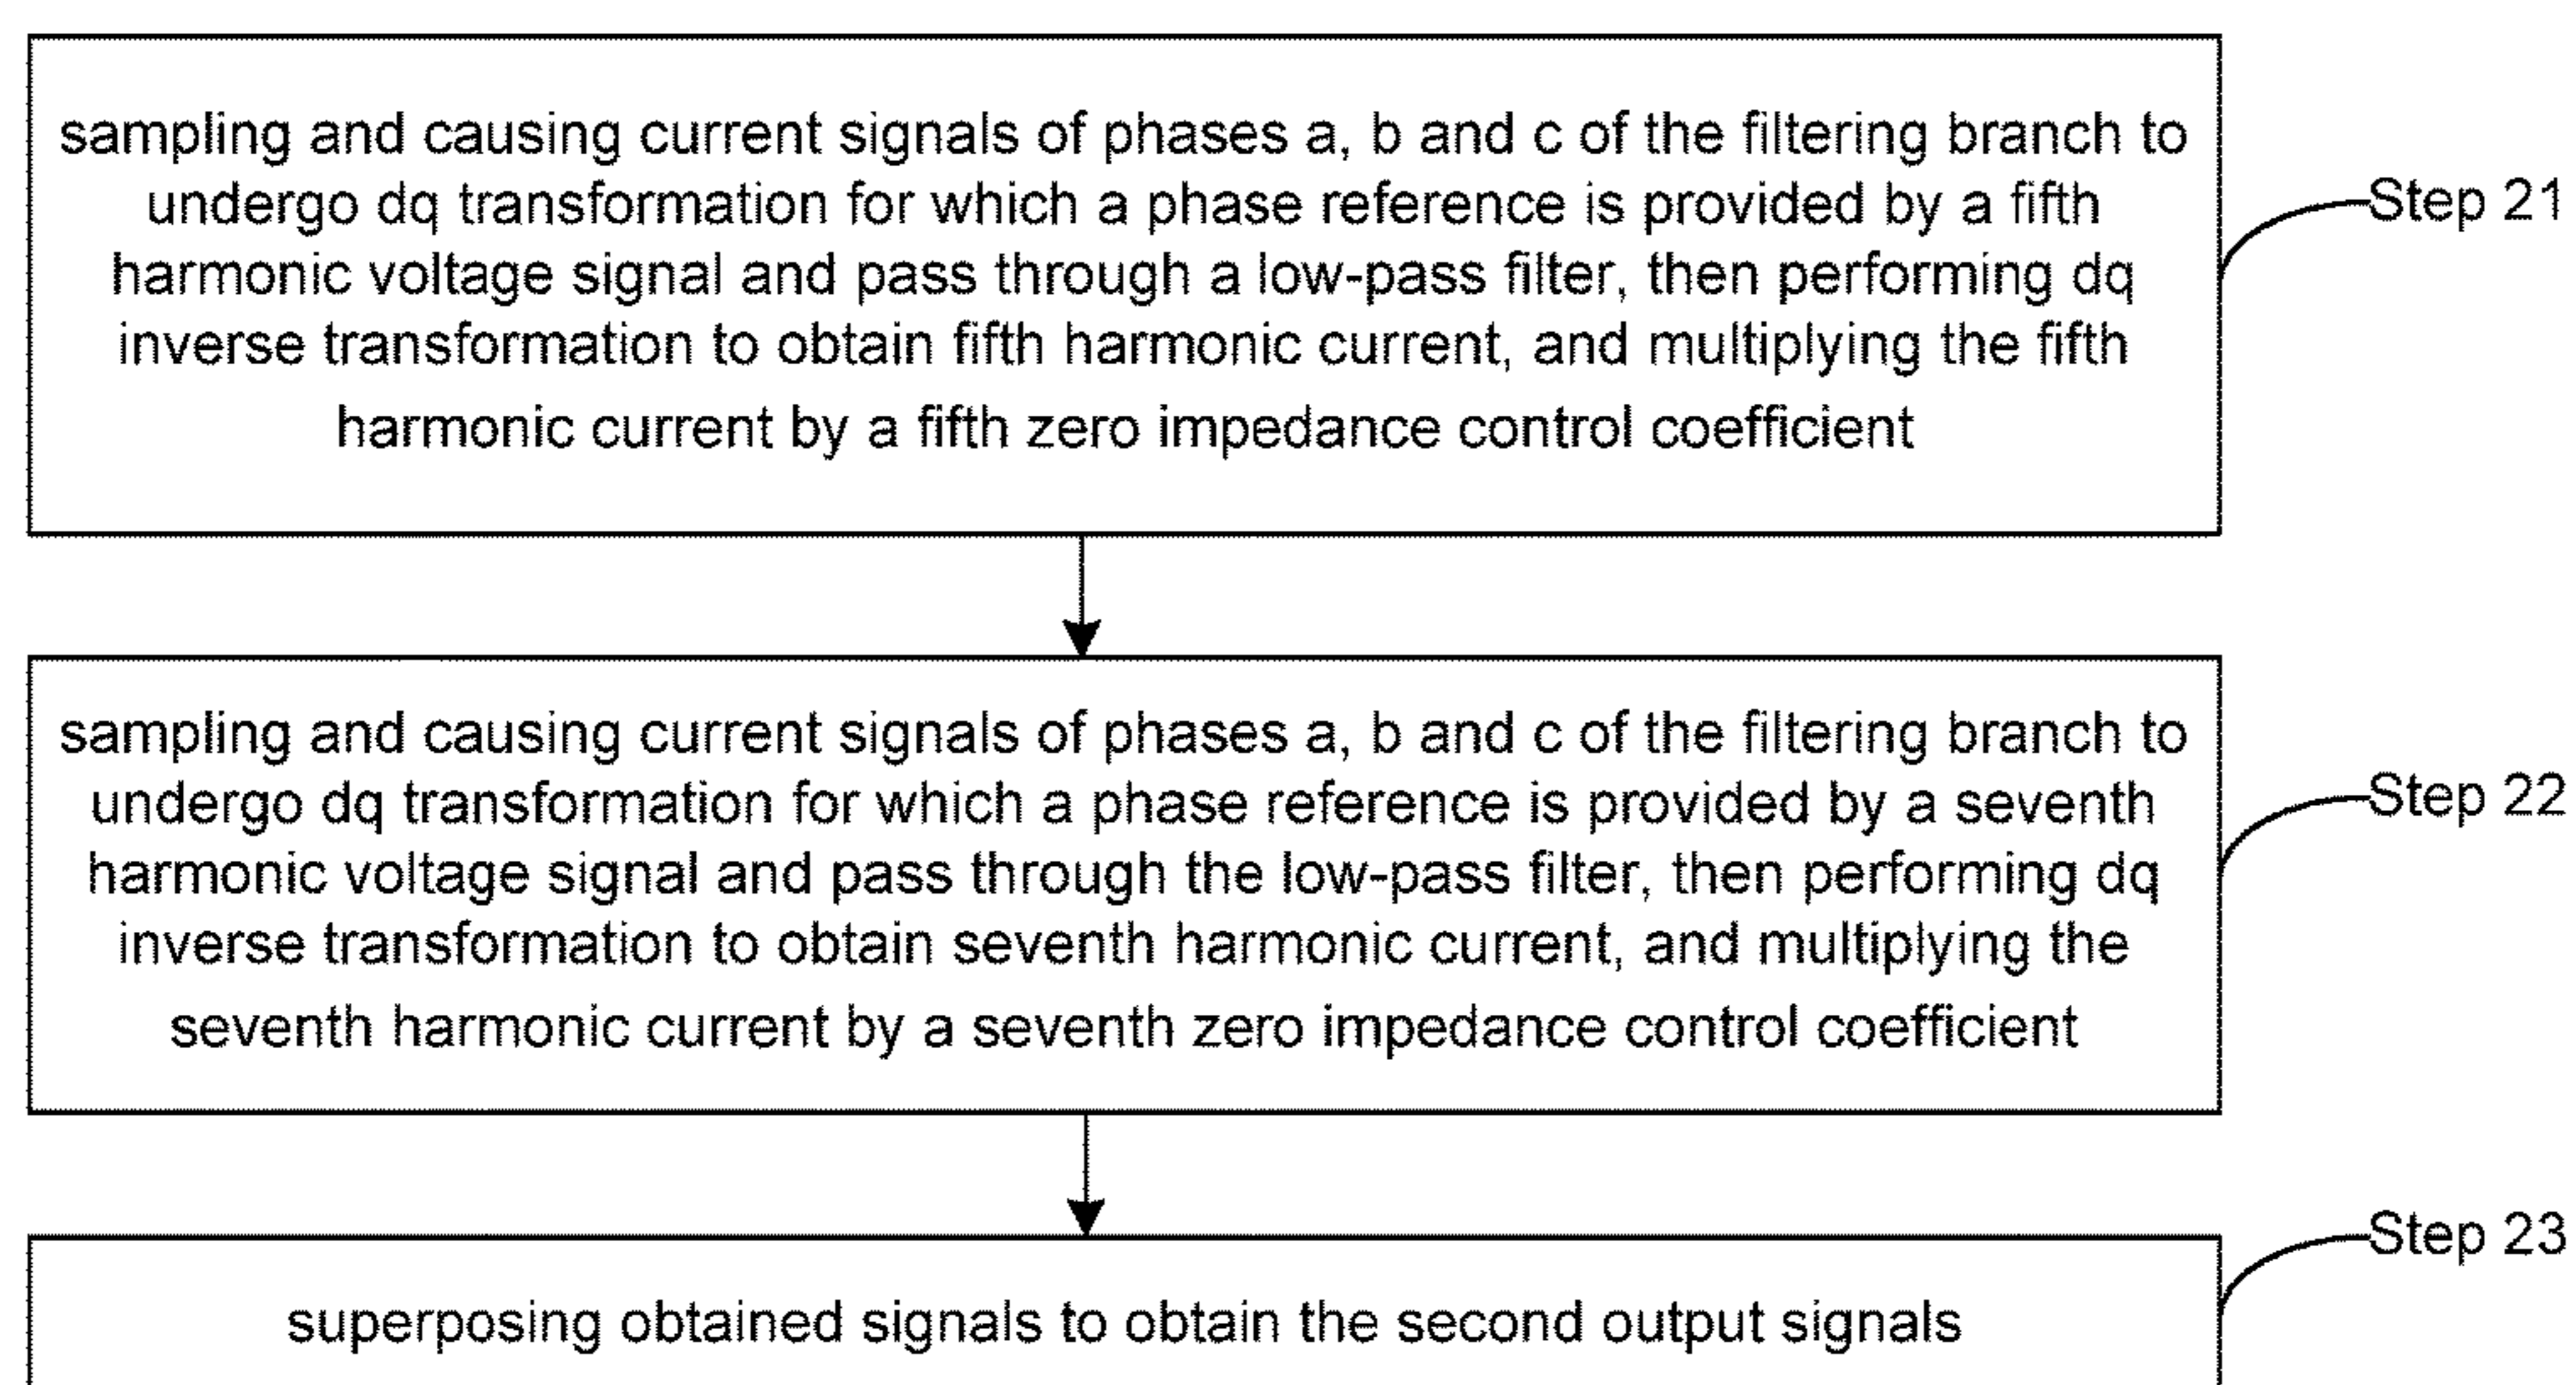 sampling and causing current signals of phases a, b and c of the filtering branch to
undergo dq transformation for which a phase reference is provided by a fifth
harmonic voltage signal and pass through a low-pass filter, then performing dq
inverse transformation to obtain fifth harmonic current, and multiplying the fifth
harmonic current by a fifth zero impedance control coefficient
Step 21
sampling and causing current signals of phases a, b and c of the filtering branch to
undergo dq transformation for which a phase reference is provided by a seventh
harmonic voltage signal and pass through the low-pass filter, then performing dq
inverse transformation to obtain seventh harmonic current, and multiplying the
seventh harmonic current by a seventh zero impedance control coefficient
Step 22
superposing obtained signals to obtain the second output signals
Step 23